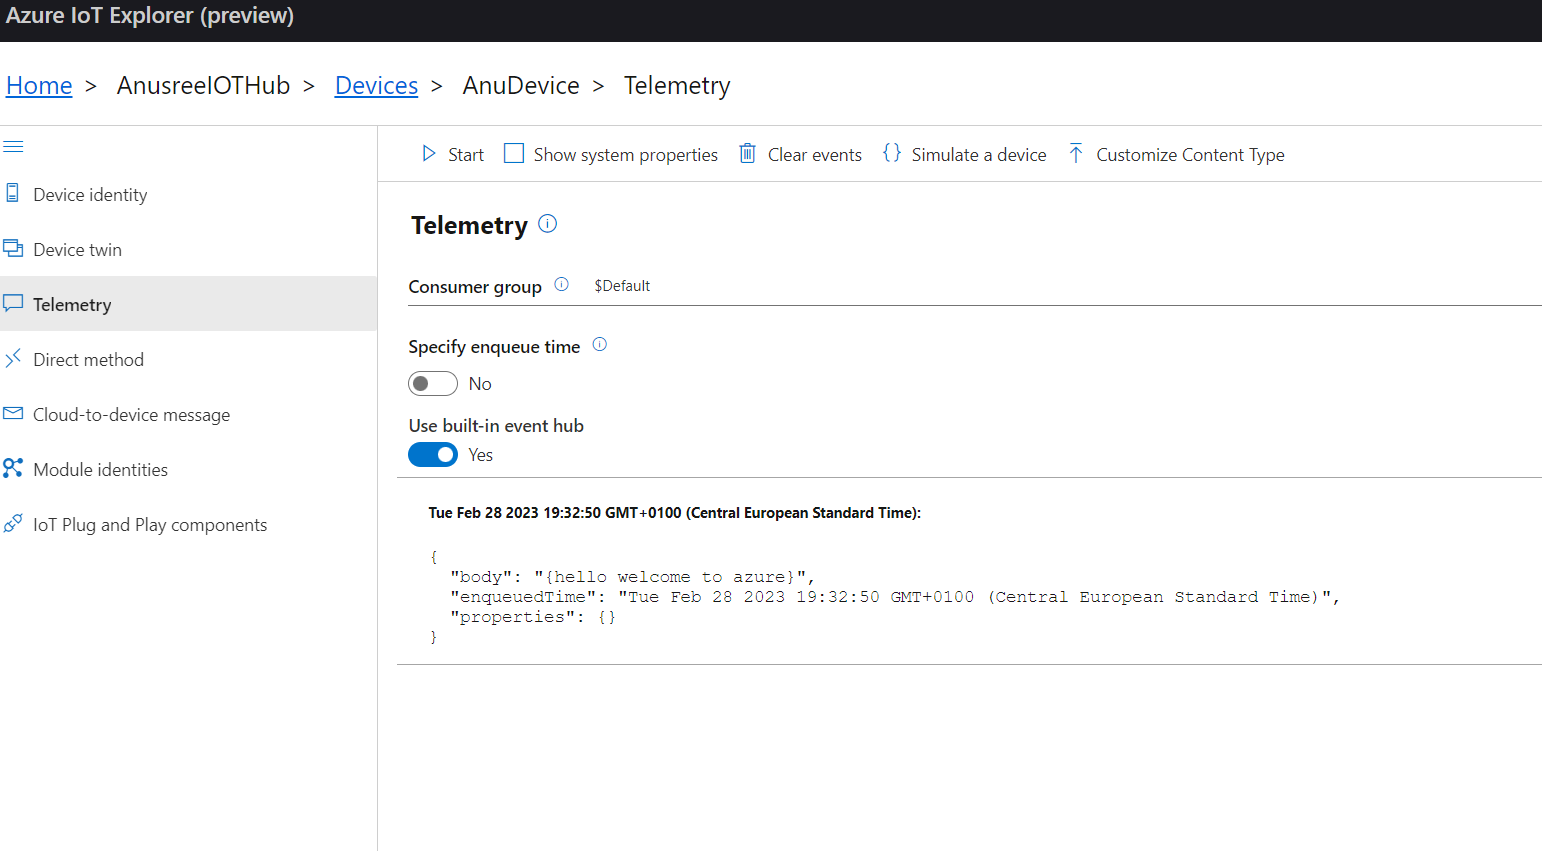 Azure IoT Explorer (preview)
Home > AnusreeIOTHub > Devices > AnuDevice > Telemetry
Start Show system properties Clear events {} Simulate a device Customize Content Type
Device identity
Device twin
Telemetry
Direct method
Cloud-to-device message
Module identities
IoT Plug and Play components
Telemetry
Consumer group $Default
Specify enqueue time
No
Use built-in event hub
Yes
Tue Feb 28 2023 19:32:50 GMT+0100 (Central European Standard Time):
{
"body": "{hello welcome to azure}",
"enqueuedTime": "Tue Feb 28 2023 19:32:50 GMT+0100 (Central European Standard Time)",
"properties": {}
}